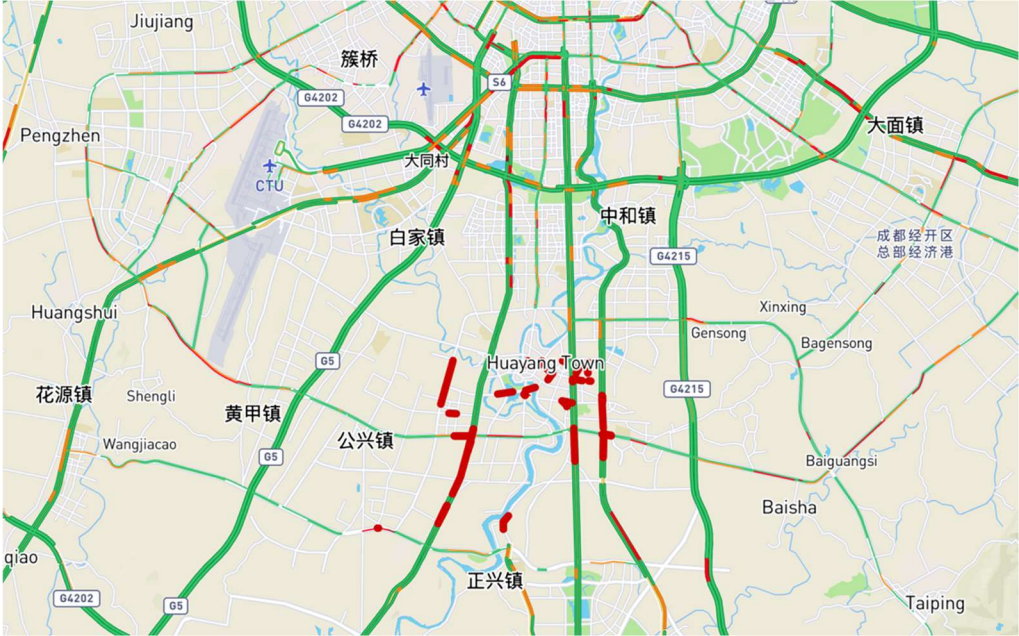 Jiujiang
簇桥
S6
G4202
G4202
大面镇
Pengzhen
大同村
CTU
中和镇
白家镇
成都经开区
总部经济港
G4215
Xinxing
Huangshui
Gensong
Bagensong
G5
Huayang Town
G4215
花源镇
Shengli
黄甲镇
公兴镇
Wangjiacao
G5
Baiguangsi
Baisha
qiao
正兴镇
G4202
G5
Taiping